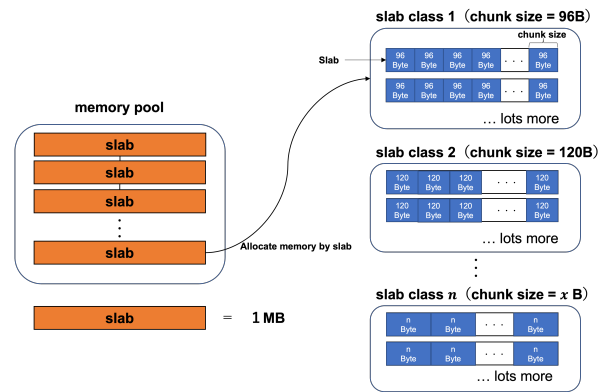 slab class 1（chunk size = 96B）
chunk size
Slab
96 Byte 96 Byte 96 Byte 96 Byte . . . 96 Byte
96 Byte 96 Byte 96 Byte 96 Byte . . . 96 Byte
… lots more
memory pool
slab
slab
slab
slab
Allocate memory by slab
slab = 1 MB
slab class 2（chunk size = 120B）
120 Byte 120 Byte 120 Byte . . . 120 Byte
120 Byte 120 Byte 120 Byte . . . 120 Byte
… lots more
slab class n（chunk size = x B）
n Byte n Byte . . . n Byte
n Byte n Byte . . . n Byte
… lots more